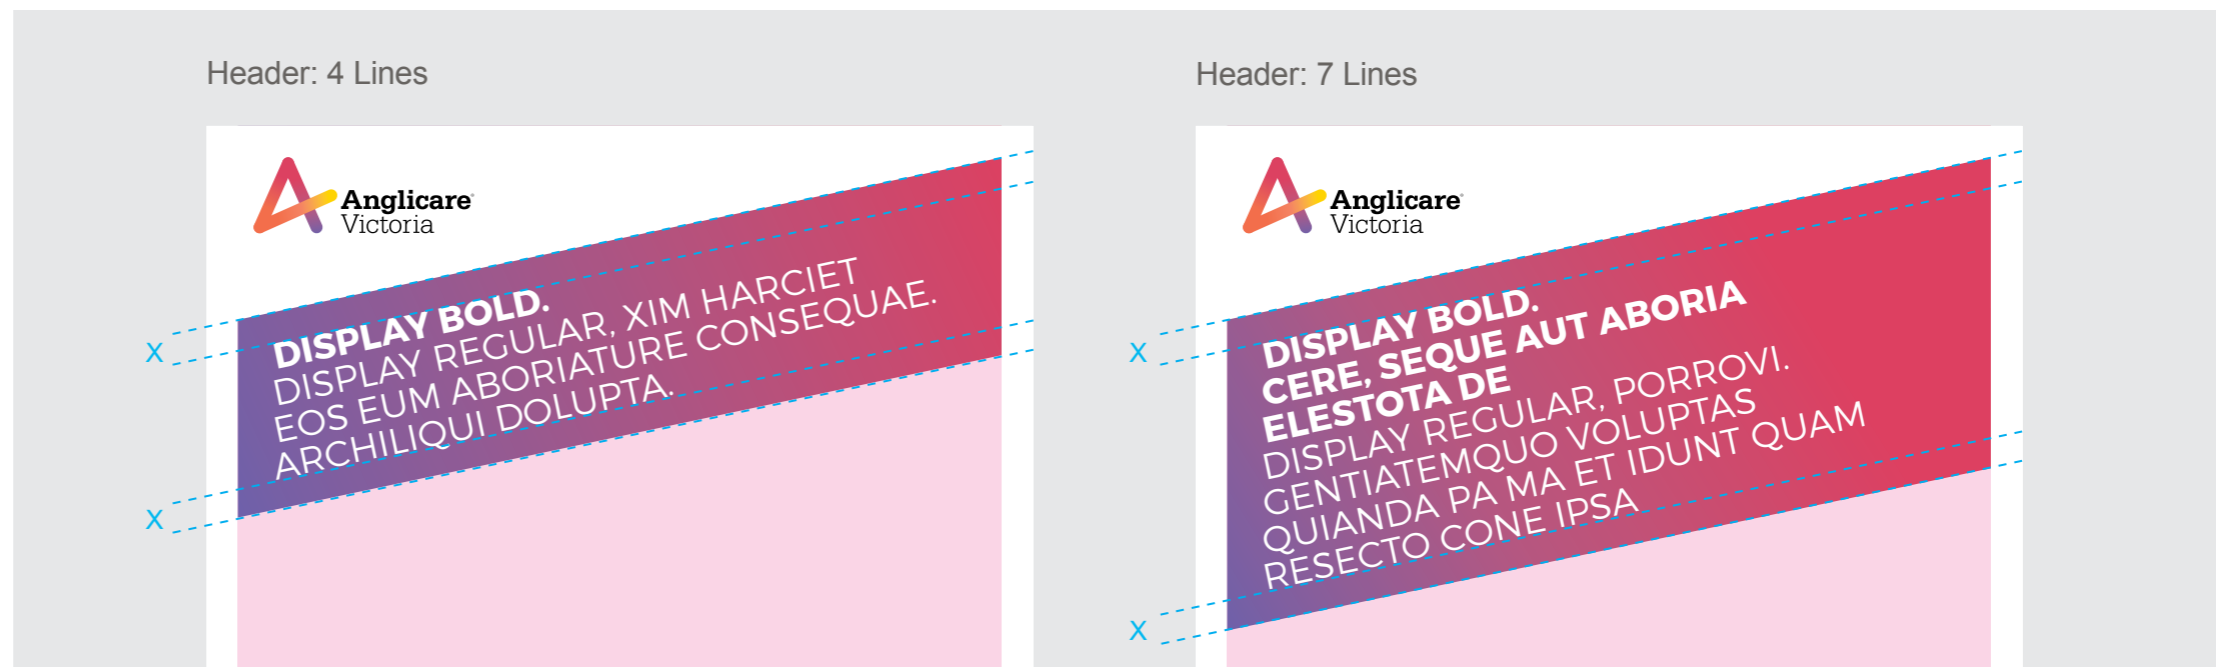 Header: 4 Lines
Anglicare
Victoria
X
DISPLAY BOLD.
DISPLAY REGULAR, XIM HARCIET
EOS EUM ABORIATURE CONSEQUAE.
ARCHILIQUI DOLUPTA.
X
Header: 7 Lines
Anglicare
Victoria
X
DISPLAY BOLD.
CERE, SEQUE AUT ABORIA
ELESTOTA DE
DISPLAY REGULAR, PORROVI.
GENTIATEMQUO VOLUPTAS
QUIANDA PA MA ET IDUNT QUAM
RESECTO CONE IPSA
X